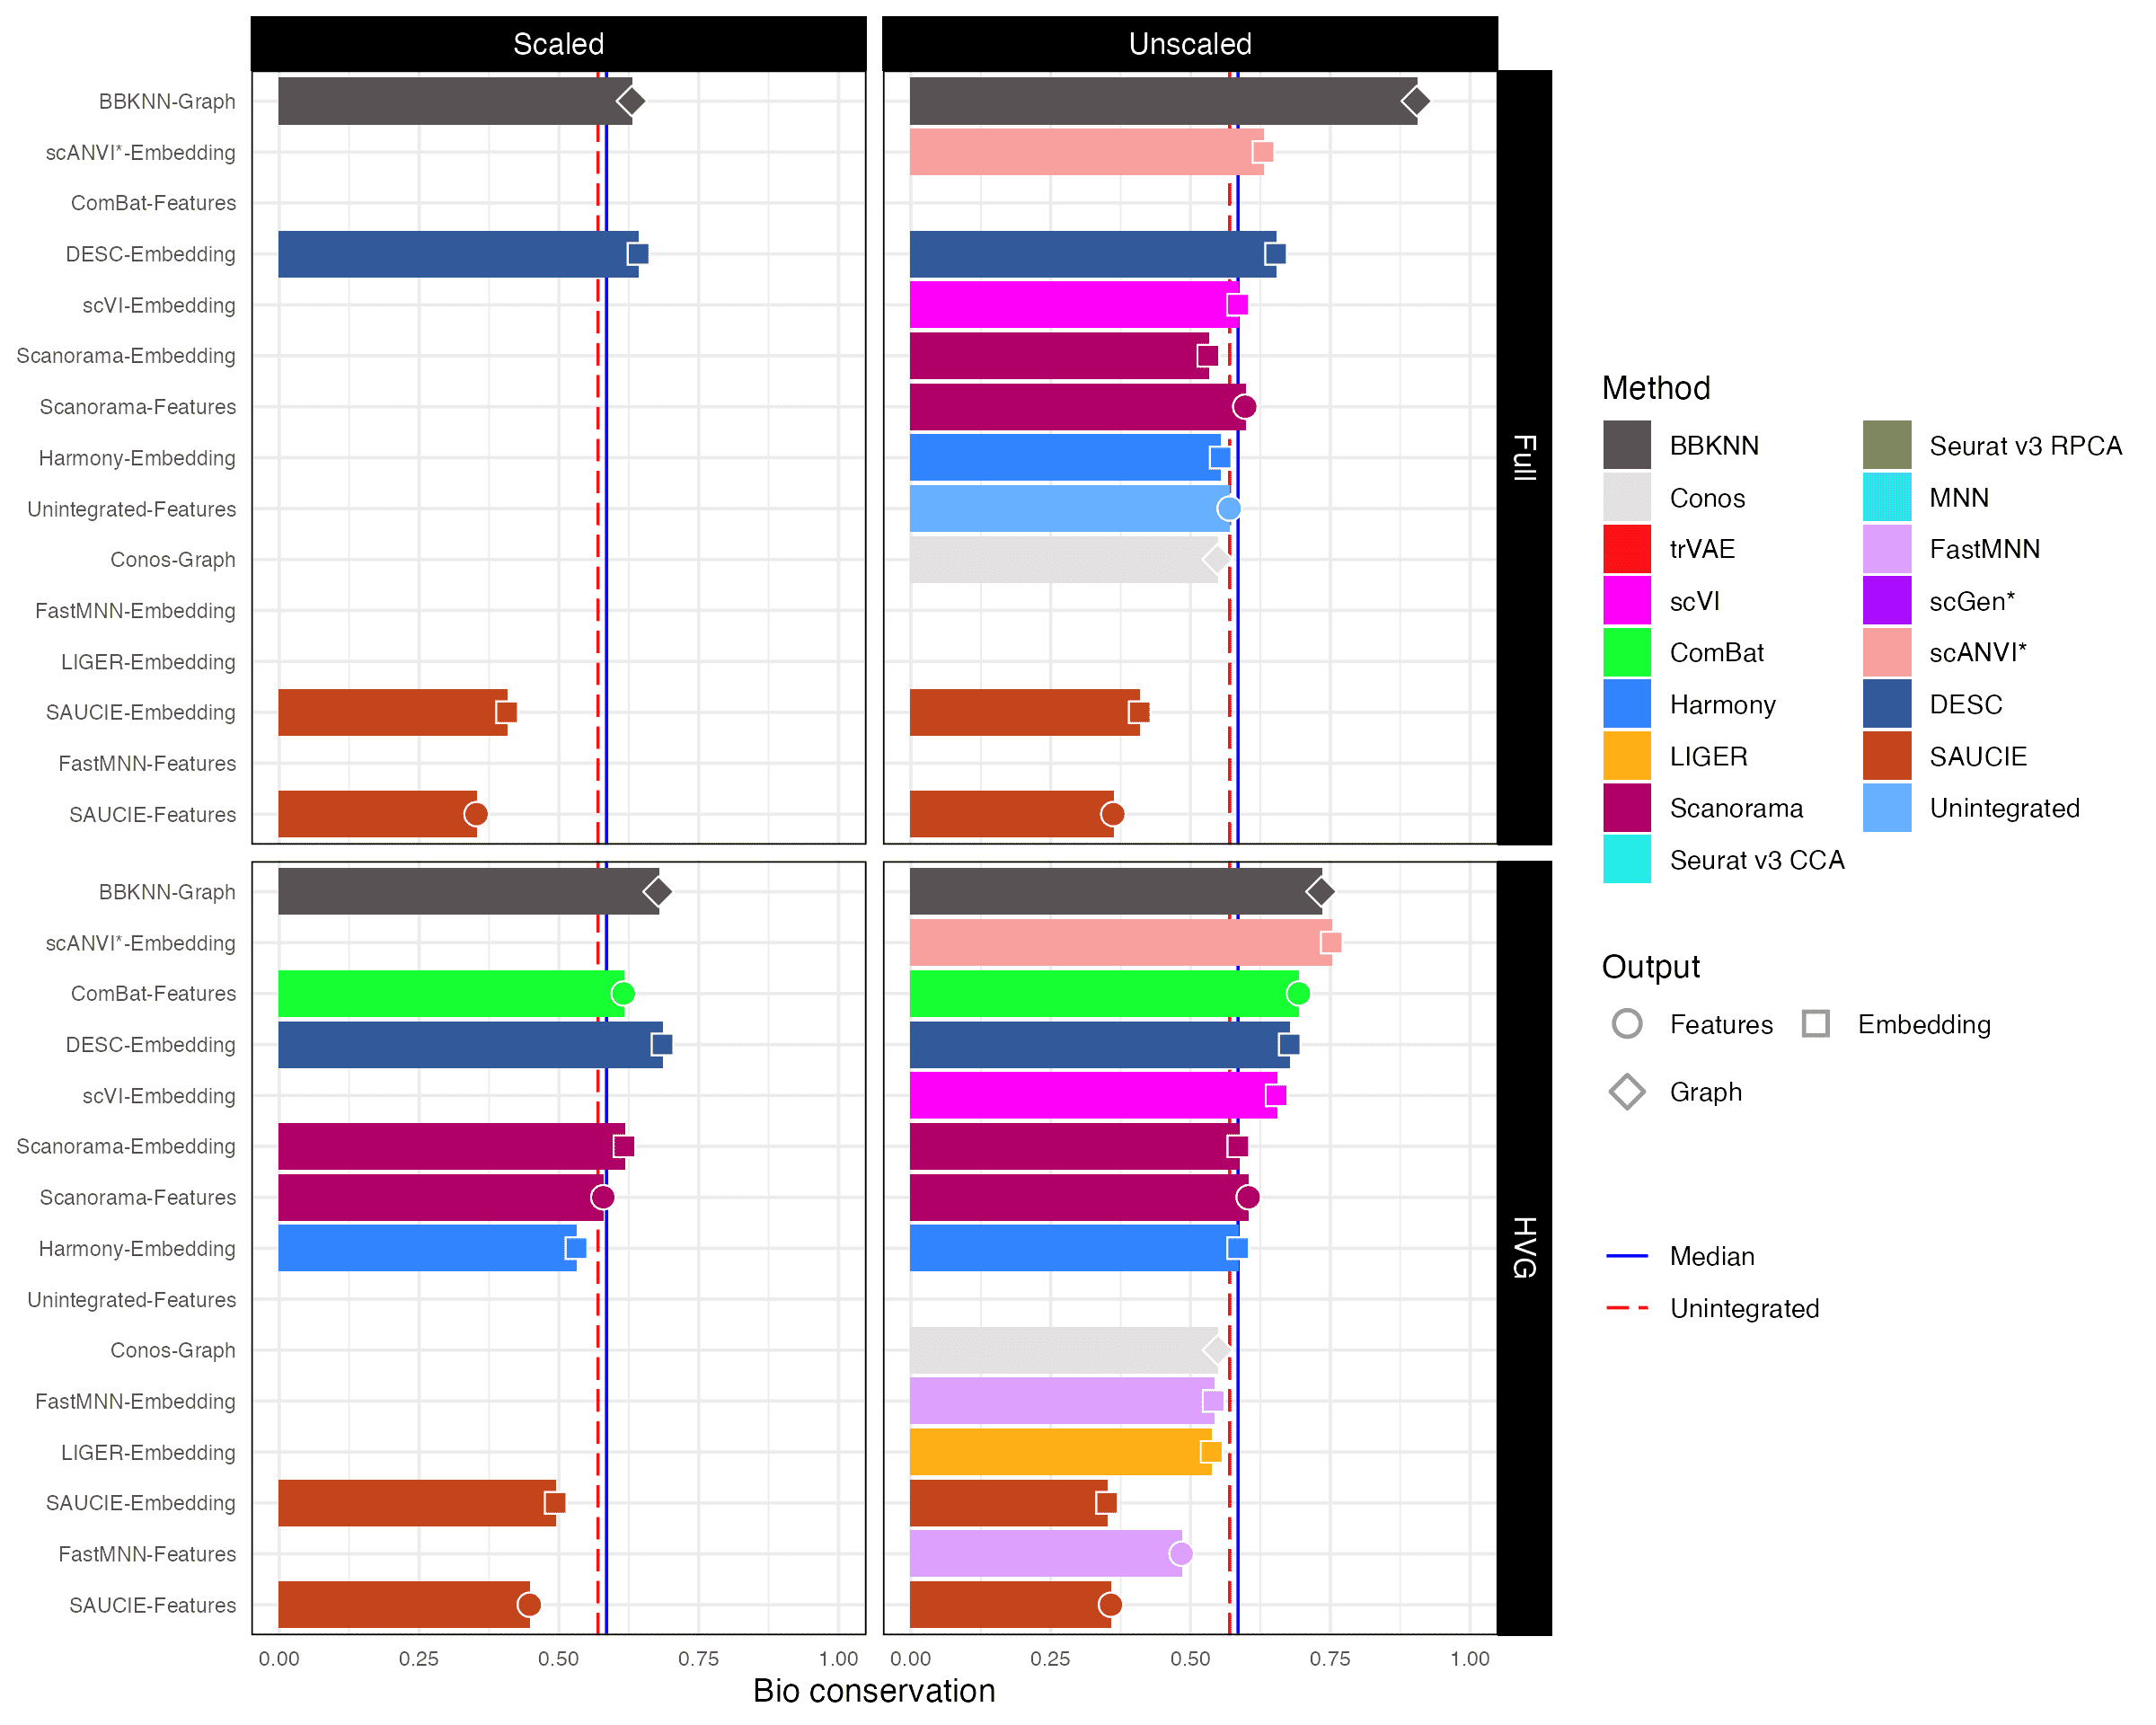 Scaled
Unscaled
BBKNN-Graph
scANVI*-Embedding
ComBat-Features
DESC-Embedding
scVI-Embedding
Scanorama-Embedding
Scanorama-Features
Harmony-Embedding
Unintegrated-Features
Conos-Graph
FastMNN-Embedding
LIGER-Embedding
SAUCIE-Embedding
FastMNN-Features
SAUCIE-Features
Full
BBKNN-Graph
scANVI*-Embedding
ComBat-Features
DESC-Embedding
scVI-Embedding
Scanorama-Embedding
Scanorama-Features
Harmony-Embedding
Unintegrated-Features
Conos-Graph
FastMNN-Embedding
LIGER-Embedding
SAUCIE-Embedding
FastMNN-Features
SAUCIE-Features
HVG
0.00 0.25 0.50 0.75 1.00
0.00 0.25 0.50 0.75 1.00
Bio conservation
Method
BBKNN
Conos
trVAE
scVI
ComBat
Harmony
LIGER
Scanorama
Seurat v3 CCA
Seurat v3 RPCA
MNN
FastMNN
scGen*
scANVI*
DESC
SAUCIE
Unintegrated
Output
Features
Embedding
Graph
Median
Unintegrated